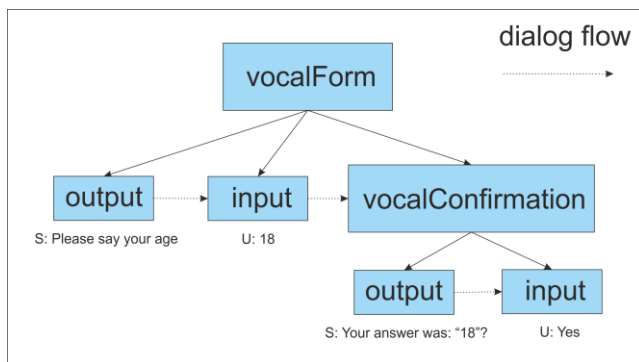 dialog flow
vocalForm
output
input
vocalConfirmation
S: Please say your age
U: 18
output
input
S: Your answer was: “18”?
U: Yes